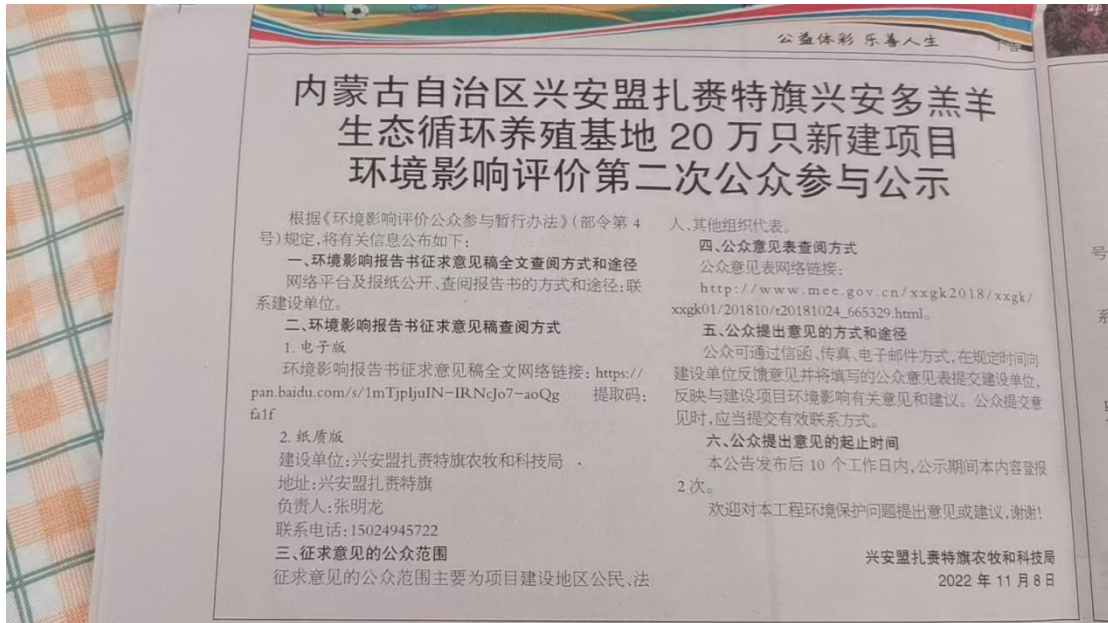 公益体彩 乐善人生
广告
内蒙古自治区兴安盟扎赉特旗兴安多羔羊
生态循环养殖基地 20 万只新建项目
环境影响评价第二次公众参与公示
根据《环境影响评价公众参与暂行办法》(部令第 4
号)规定,将有关信息公布如下:
一、环境影响报告书征求意见稿全文查阅方式和途径
网络平台及报纸公开、查阅报告书的方式和途径:联
系建设单位。
二、环境影响报告书征求意见稿查阅方式
1. 电子版
环境影响报告书征求意见稿全文网络链接: https://
pan.baidu.com/s/1mTjpIjuIN-IRNcJo7-aoQg 提取码:
fa1f
2. 纸质版
建设单位:兴安盟扎赉特旗农牧和科技局
地址:兴安盟扎赉特旗
负责人:张明龙
联系电话:15024945722
三、征求意见的公众范围
征求意见的公众范围主要为项目建设地区公民、法
人、其他组织代表。
四、公众意见表查阅方式
公众意见表网络链接:
http://www.mee.gov.cn/xxgk2018/xxgk/
xxgk01/201810/t20181024_665329.html。
五、公众提出意见的方式和途径
公众可通过信函、传真、电子邮件方式,在规定时间向
建设单位反馈意见并将填写的公众意见表提交建设单位,
反映与建设项目环境影响有关意见和建议。公众提交意
见时,应当提交有效联系方式。
六、公众提出意见的起止时间
本公告发布后 10 个工作日内,公示期间本内容登报
2 次。
欢迎对本工程环境保护问题提出意见或建议,谢谢!
兴安盟扎赉特旗农牧和科技局
2022 年 11 月 8 日
号